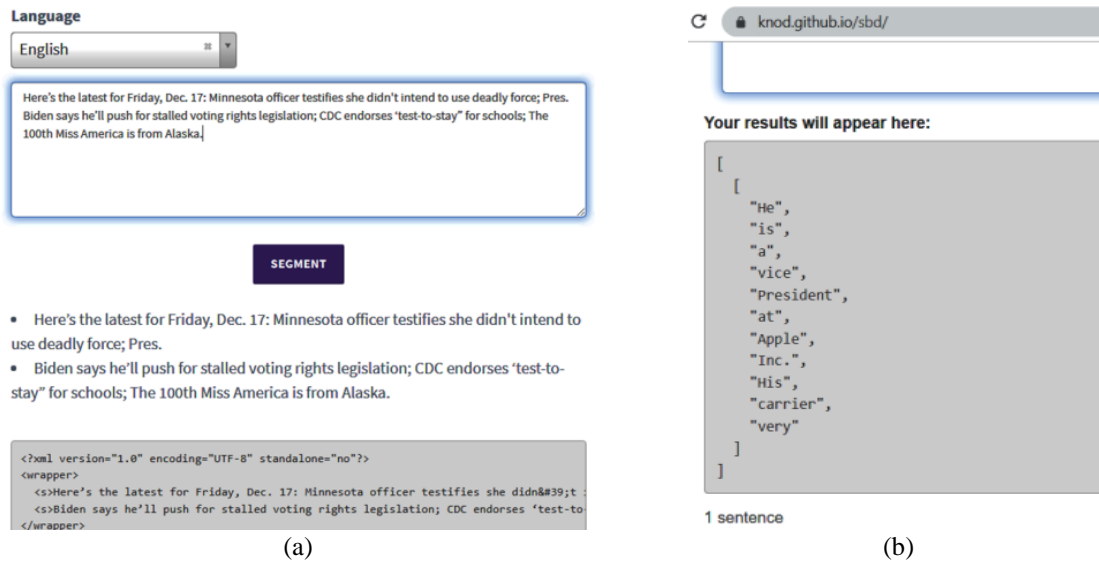 Language
English
Here's the latest for Friday, Dec. 17: Minnesota officer testifies she didn't intend to use deadly force; Pres.
Biden says he'll push for stalled voting rights legislation; CDC endorses ‘test-to-stay” for schools; The
100th Miss America is from Alaska.
SEGMENT
• Here's the latest for Friday, Dec. 17: Minnesota officer testifies she didn't intend to
use deadly force; Pres.
• Biden says he'll push for stalled voting rights legislation; CDC endorses ‘test-to-
stay” for schools; The 100th Miss America is from Alaska.
<?xml version="1.0" encoding="UTF-8" standalone="no"?>
<wrapper>
<s>Here's the latest for Friday, Dec. 17: Minnesota officer testifies she didn&#39;t
<s>Biden says he'll push for stalled voting rights legislation; CDC endorses ‘test-to-
</wrapper>
(a)
knod.github.io/sbd/
Your results will appear here:
[
[
"He",
"is",
"a",
"vice",
"President",
"at",
"Apple",
"Inc.",
"His",
"carrier",
"very"
]
]
1 sentence
(b)